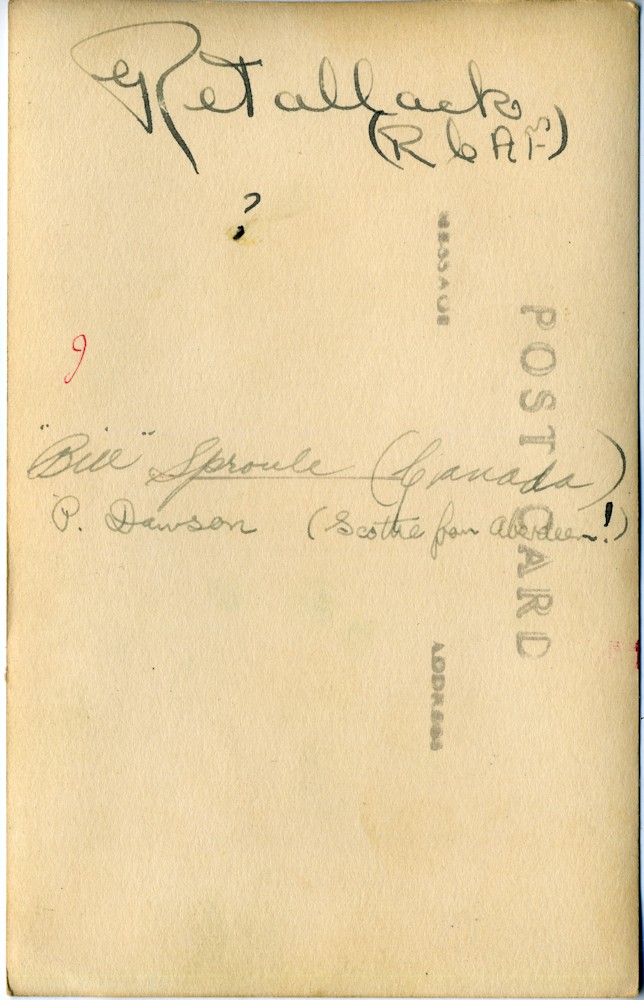 Retallack
(RCAF)
?
9
"Bill" Sproule (Canada)
P. Dawson (Scottie from Aberdeen!)
POST CARD
MESSAGE
ADDRESS